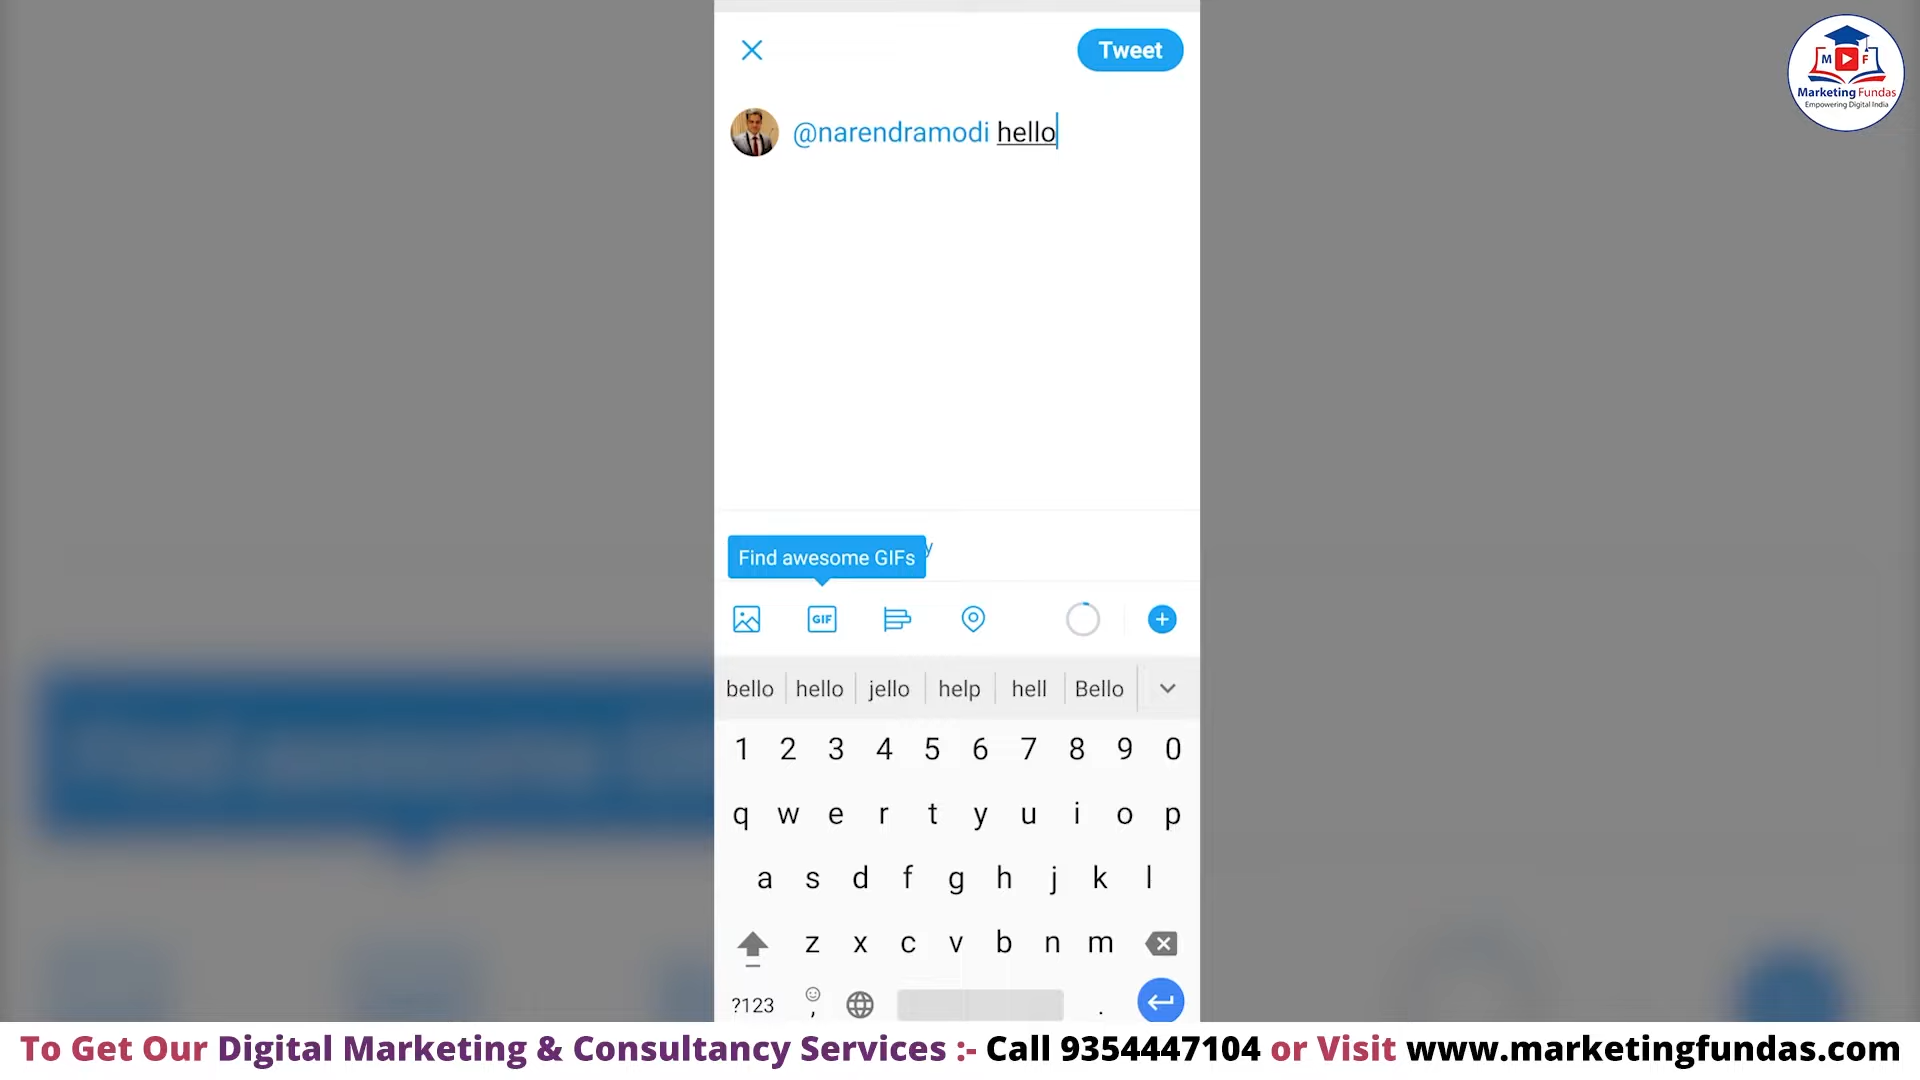 Tweet
@narendramodi hello
y
Find awesome GIFs
GIF
bello hello jello help hell Bello
1 2 3 4 5 6 7 8 9 0
q w e r t y u i o p
a s d f g h j k l
z x c v b n m
?123 , .
M F
Marketing Fundas
Empowering Digital India
To Get Our Digital Marketing & Consultancy Services :- Call 9354447104 or Visit www.marketingfundas.com